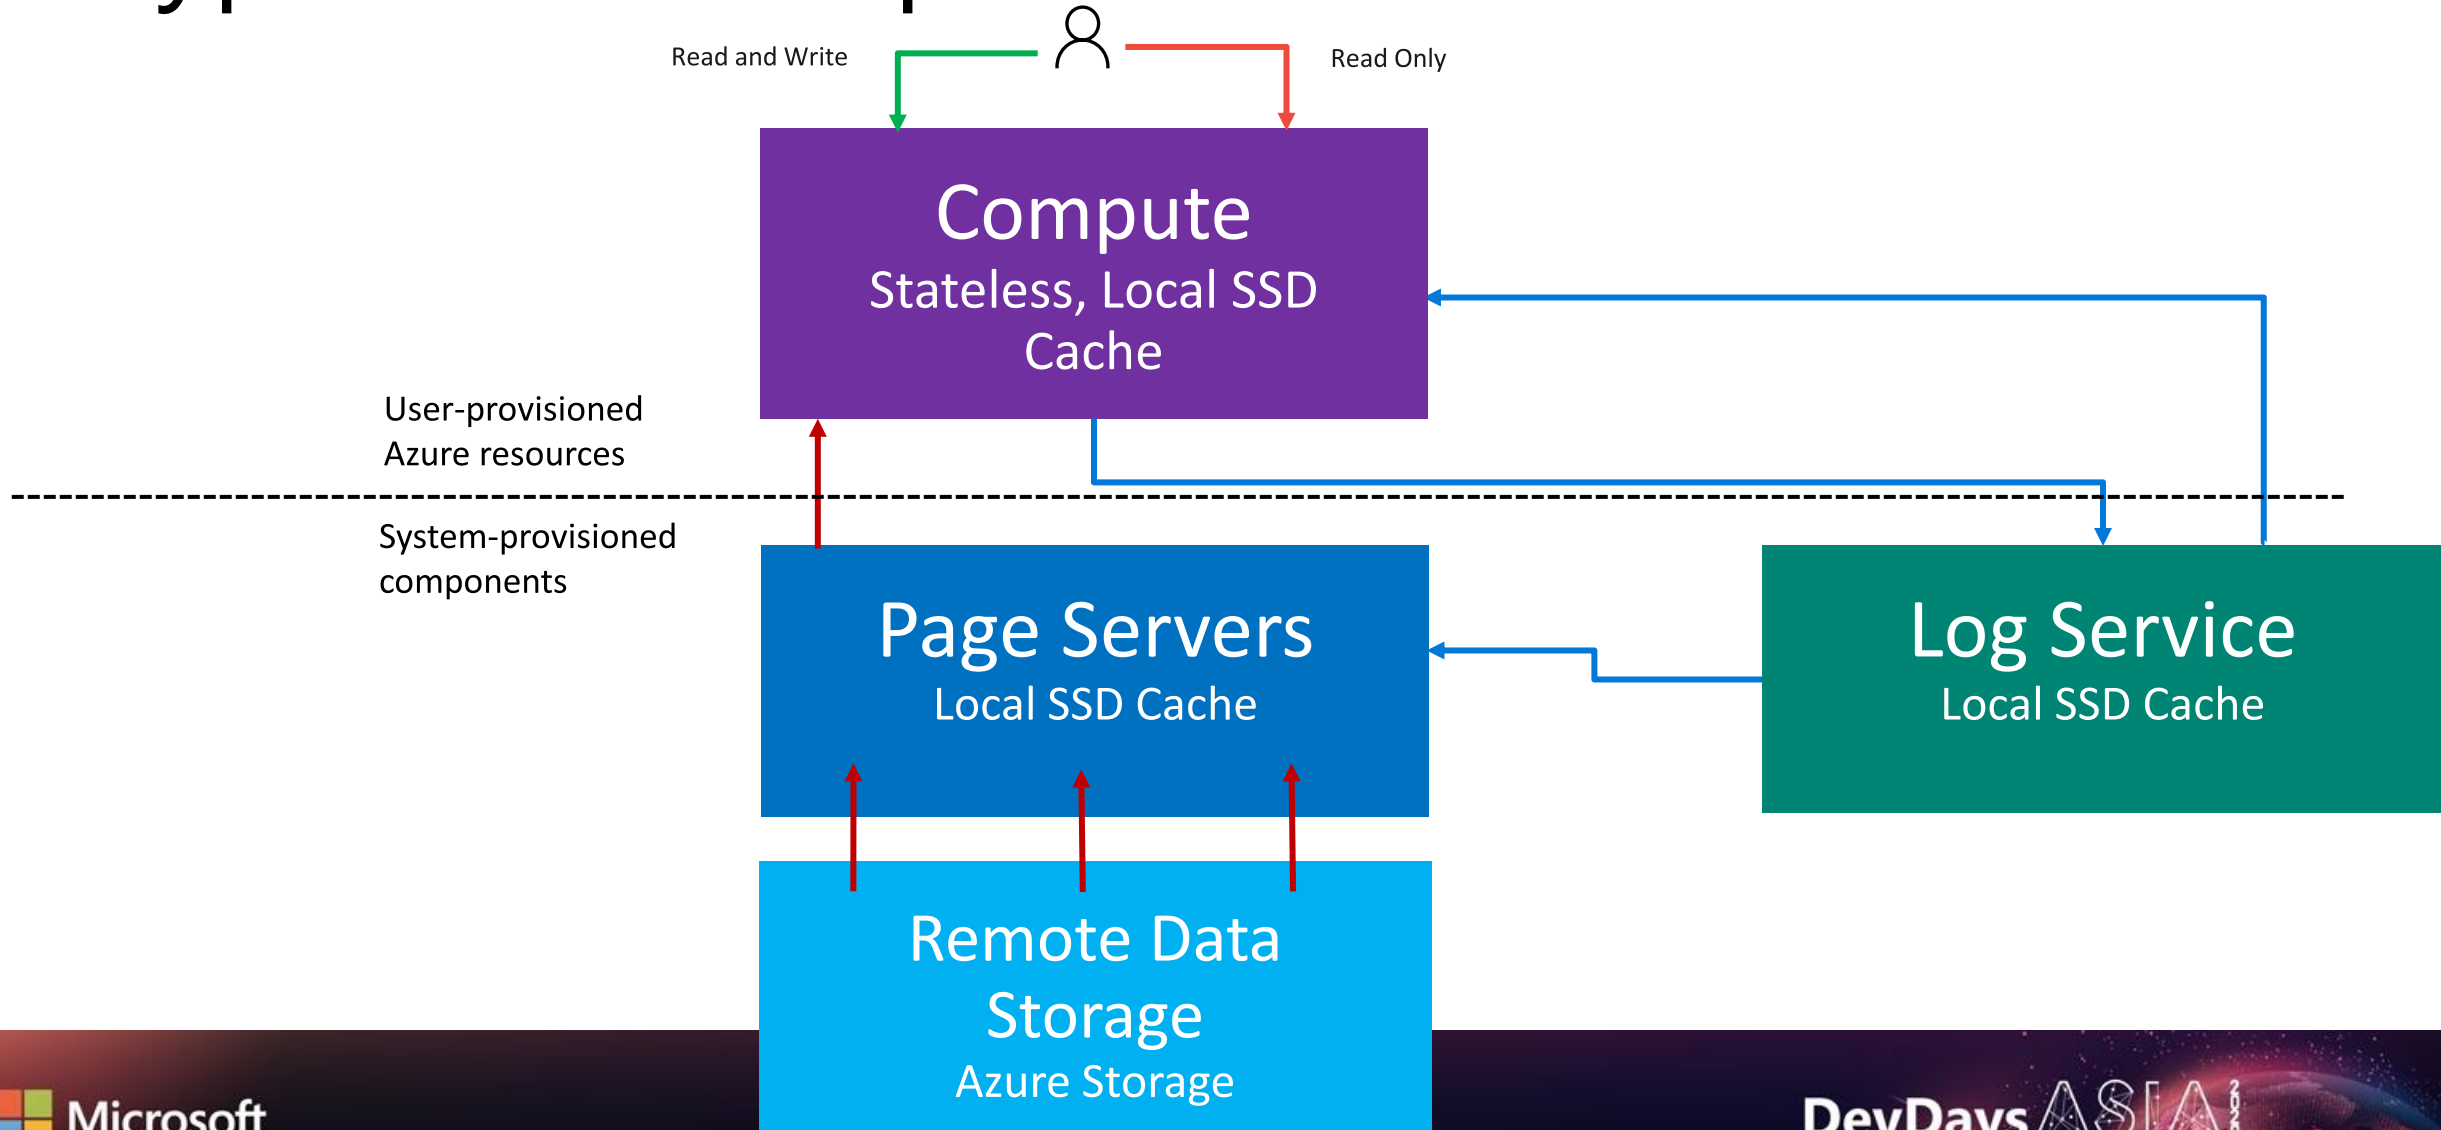 Read and Write
Read Only
Compute
Stateless, Local SSD
Cache
User-provisioned
Azure resources
System-provisioned
components
Page Servers
Local SSD Cache
Log Service
Local SSD Cache
Remote Data
Storage
Azure Storage
Microsoft
DevDays ASIA